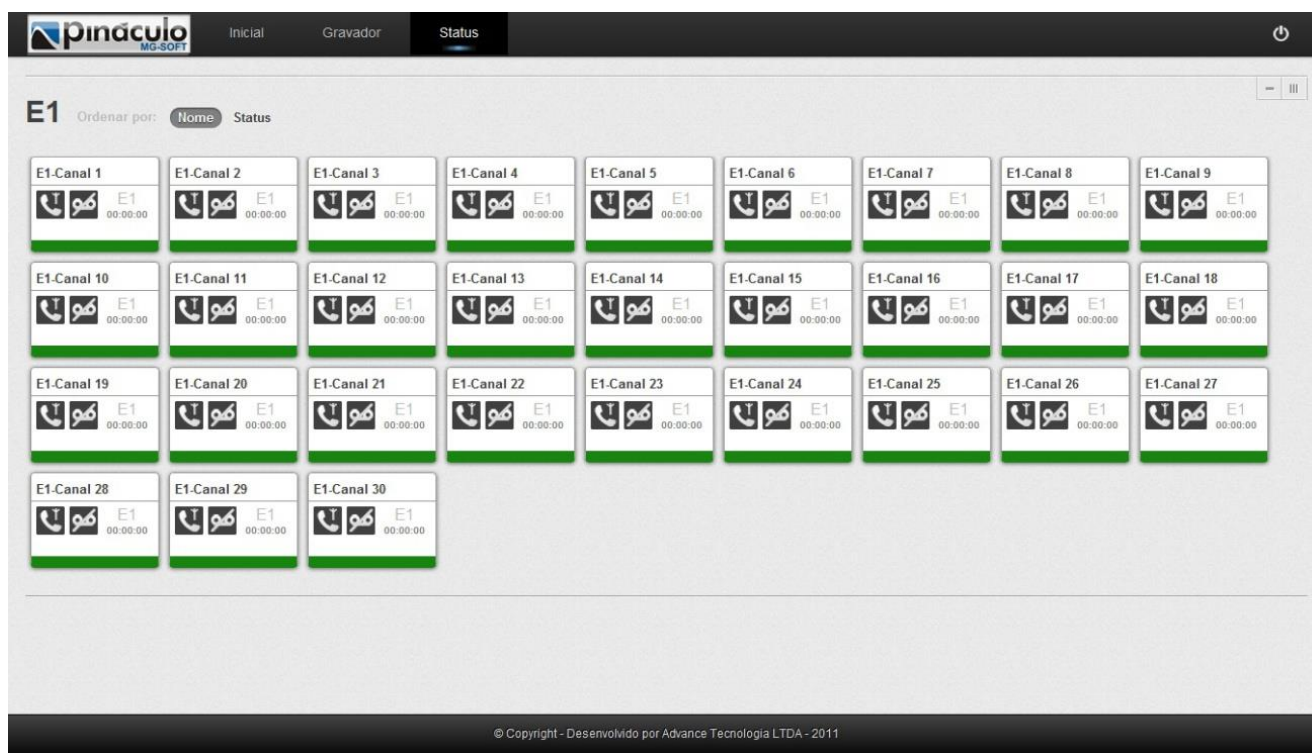 pináculo
MG-SOFT
Inicial Gravador Status
E1 Ordenar por: Nome Status
E1-Canal 1 E1-Canal 2 E1-Canal 3 E1-Canal 4 E1-Canal 5 E1-Canal 6 E1-Canal 7 E1-Canal 8 E1-Canal 9
E1 E1 E1 E1 E1 E1 E1 E1 E1
00:00:00 00:00:00 00:00:00 00:00:00 00:00:00 00:00:00 00:00:00 00:00:00 00:00:00
E1-Canal 10 E1-Canal 11 E1-Canal 12 E1-Canal 13 E1-Canal 14 E1-Canal 15 E1-Canal 16 E1-Canal 17 E1-Canal 18
E1 E1 E1 E1 E1 E1 E1 E1 E1
00:00:00 00:00:00 00:00:00 00:00:00 00:00:00 00:00:00 00:00:00 00:00:00 00:00:00
E1-Canal 19 E1-Canal 20 E1-Canal 21 E1-Canal 22 E1-Canal 23 E1-Canal 24 E1-Canal 25 E1-Canal 26 E1-Canal 27
E1 E1 E1 E1 E1 E1 E1 E1 E1
00:00:00 00:00:00 00:00:00 00:00:00 00:00:00 00:00:00 00:00:00 00:00:00 00:00:00
E1-Canal 28 E1-Canal 29 E1-Canal 30
E1 E1 E1
00:00:00 00:00:00 00:00:00
© Copyright - Desenvolvido por Advance Tecnologia LTDA - 2011